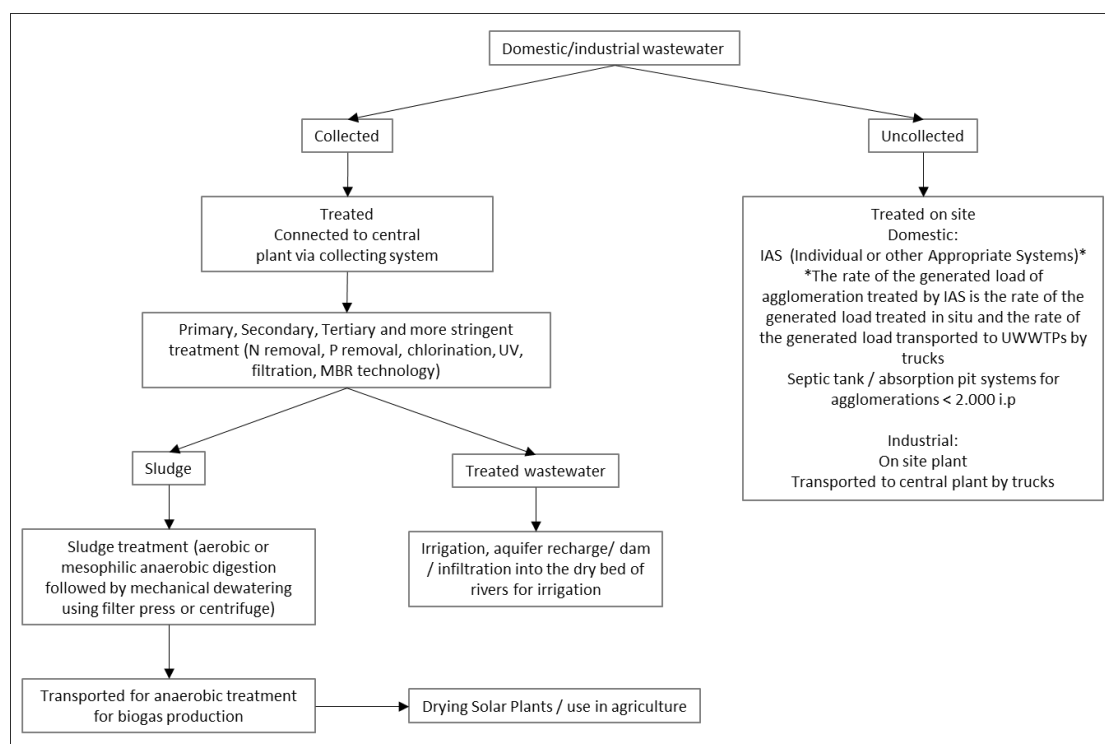 Domestic/industrial wastewater
Collected
Uncollected
Treated
Connected to central
plant via collecting system
Treated on site
Domestic:
IAS  (Individual or other Appropriate Systems)*
*The rate of the generated load of
agglomeration treated by IAS is the rate of the
generated load treated in situ and the rate of
the generated load transported to UWWTPs by
trucks
Septic tank / absorption pit systems for
agglomerations < 2.000 i.p
Industrial:
On site plant
Transported to central plant by trucks
Primary, Secondary, Tertiary and more stringent
treatment (N removal, P removal, chlorination, UV,
filtration, MBR technology)
Sludge
Treated wastewater
Sludge treatment (aerobic or
mesophilic anaerobic digestion
followed by mechanical dewatering
using filter press or centrifuge)
Irrigation, aquifer recharge/ dam
/ infiltration into the dry bed of
rivers for irrigation
Transported for anaerobic treatment
for biogas production
Drying Solar Plants / use in agriculture